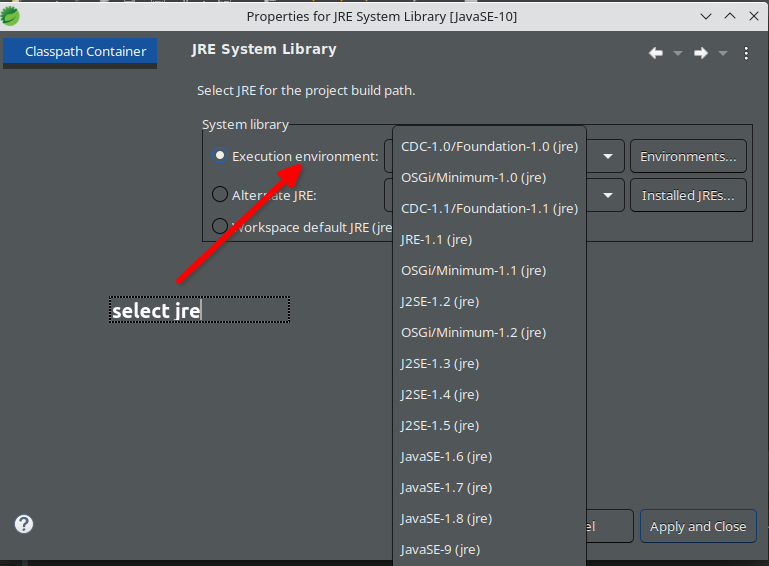 Properties for JRE System Library [JavaSE-10]
Classpath Container
JRE System Library
Select JRE for the project build path.
System library
Execution environment:
Environments...
Alternate JRE:
Installed JREs...
Workspace default JRE (jre
CDC-1.0/Foundation-1.0 (jre)
OSGi/Minimum-1.0 (jre)
CDC-1.1/Foundation-1.1 (jre)
JRE-1.1 (jre)
OSGi/Minimum-1.1 (jre)
J2SE-1.2 (jre)
OSGi/Minimum-1.2 (jre)
J2SE-1.3 (jre)
J2SE-1.4 (jre)
J2SE-1.5 (jre)
JavaSE-1.6 (jre)
JavaSE-1.7 (jre)
JavaSE-1.8 (jre)
JavaSE-9 (jre)
select jre
?
el
Apply and Close